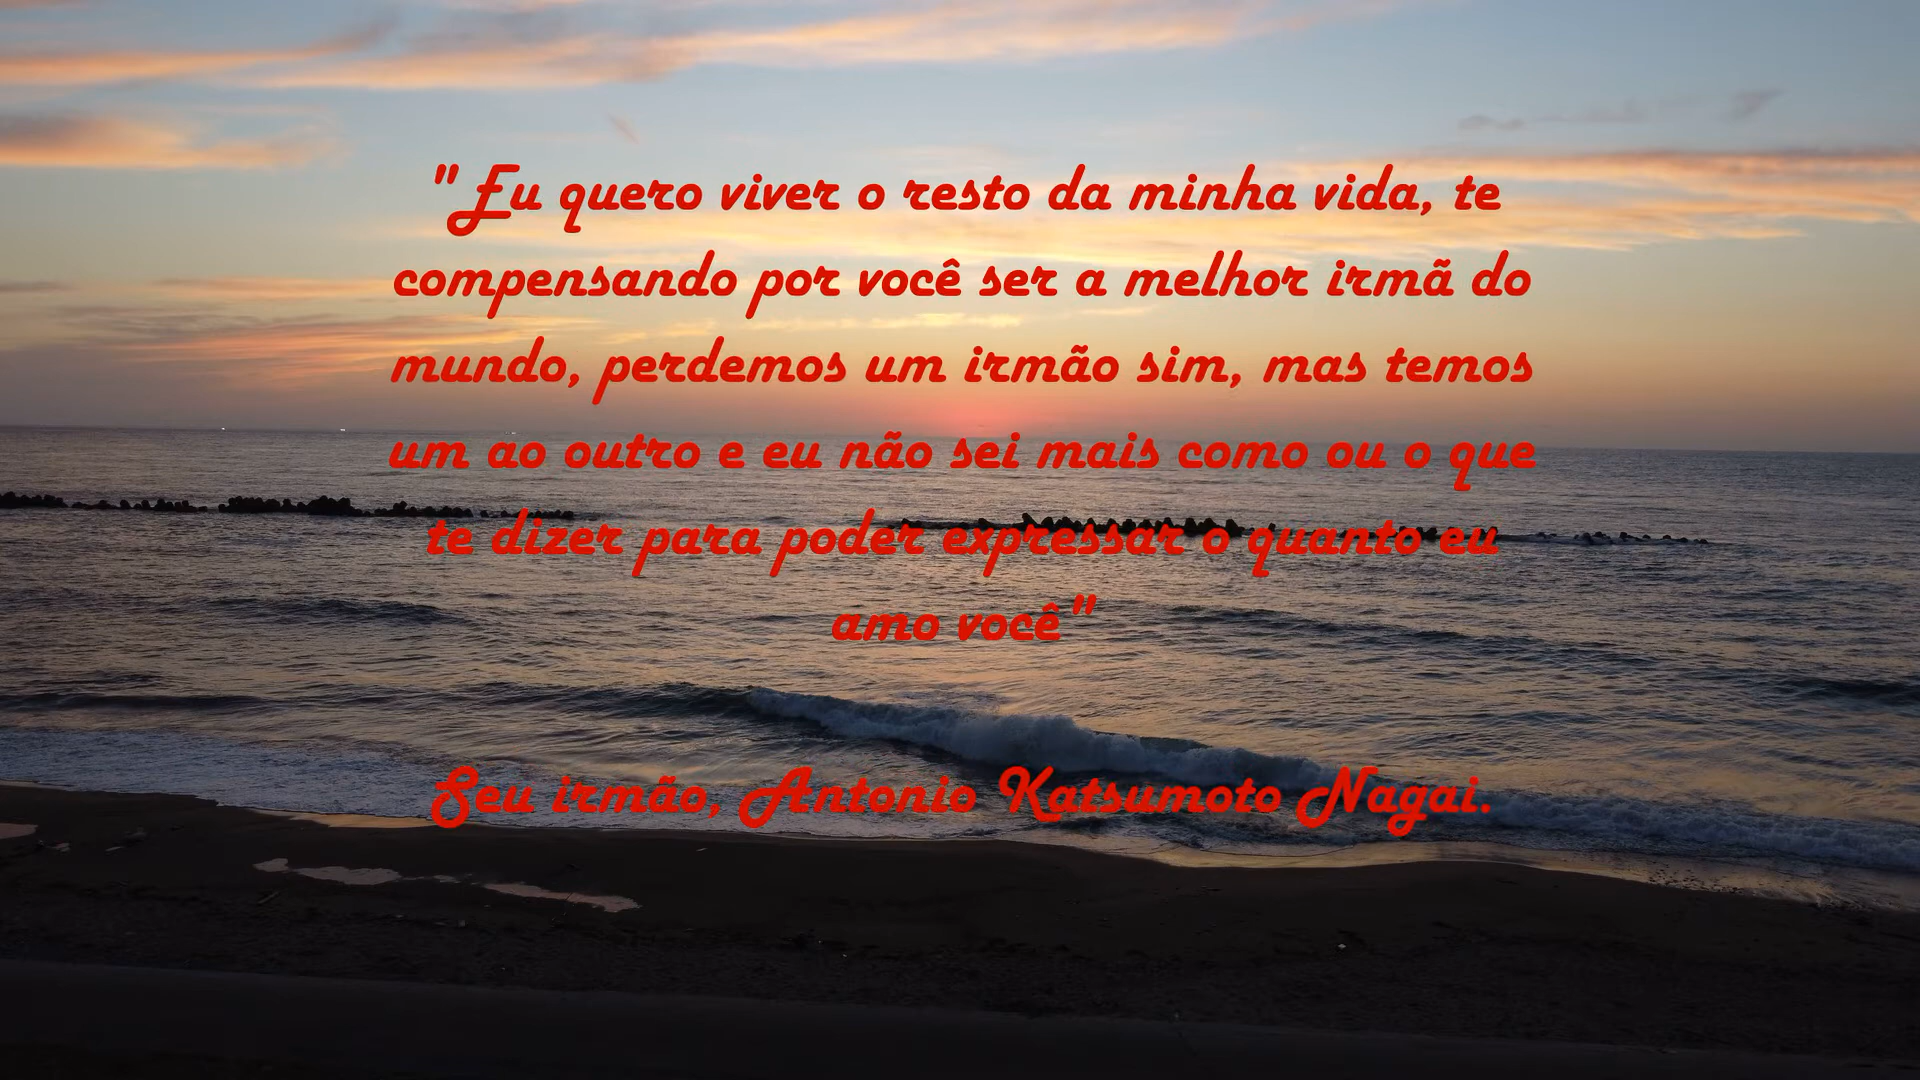 "Eu quero viver o resto da minha vida, te
compensando por você ser a melhor irmã do
mundo, perdemos um irmão sim, mas temos
um ao outro e eu não sei mais como ou o que
te dizer para poder expressar o quanto eu
amo você"
Seu irmão, Antonio Katsumoto Nagai.